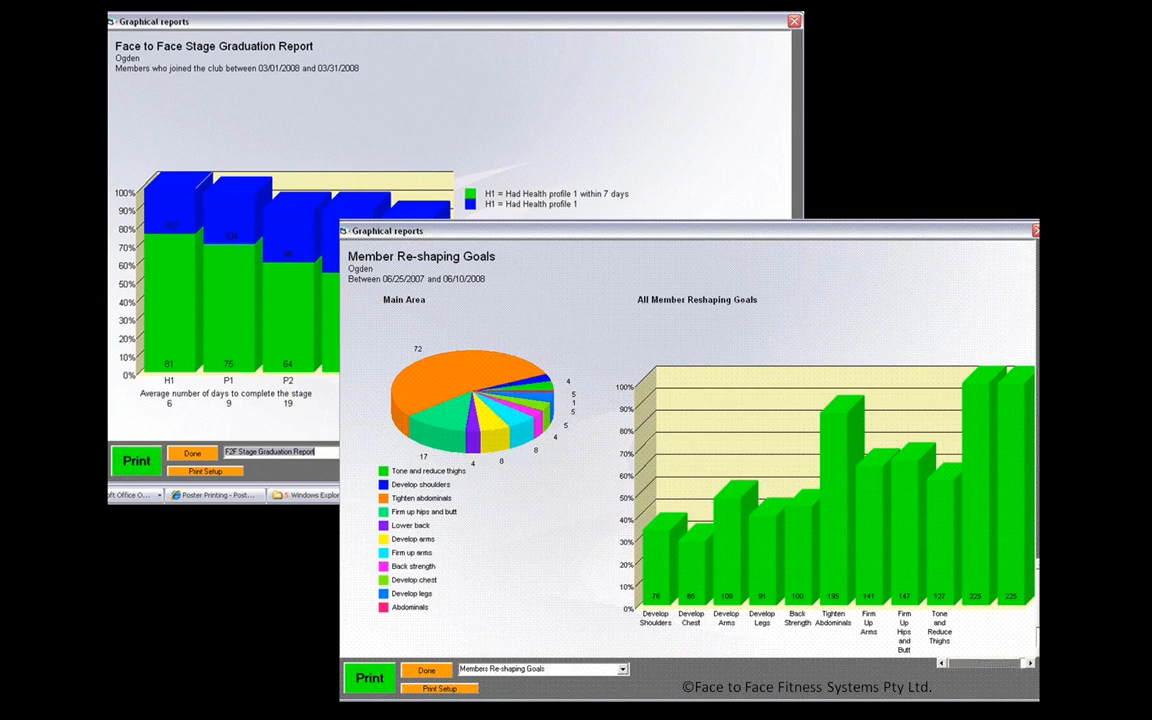 Graphical reports
Face to Face Stage Graduation Report
Ogden
Members who joined the club between 03/01/2008 and 03/31/2008
100%
90%
80%
70%
60%
50%
40%
30%
20%
10%
0%
81
75
64
H1
P1
P2
Average number of days to complete the stage
6
9
19
H1 = Had Health profile 1 within 7 days
H1 = Had Health profile 1
Print
Done
F2F Stage Graduation Report
Print Setup
oft Office O...
Poster Printing - Post...
5 Windows Explor
Graphical reports
Member Re-shaping Goals
Ogden
Between 06/25/2007 and 06/10/2008
Main Area
72
4
5
1
5
5
4
8
8
4
17
Tone and reduce thighs
Develop shoulders
Tighten abdominals
Firm up hips and butt
Lower back
Develop arms
Firm up arms
Back strength
Develop chest
Develop legs
Abdominals
All Member Reshaping Goals
100%
90%
80%
70%
60%
50%
40%
30%
20%
10%
0%
109
91
100
195
141
147
127
225
225
Develop Shoulders
Develop Chest
Develop Arms
Develop Legs
Back Strength
Tighten Abdominals
Firm Up Arms
Firm Up Hips and Butt
Tone and Reduce Thighs
Print
Done
Members Re-shaping Goals
Print Setup
©Face to Face Fitness Systems Pty Ltd.